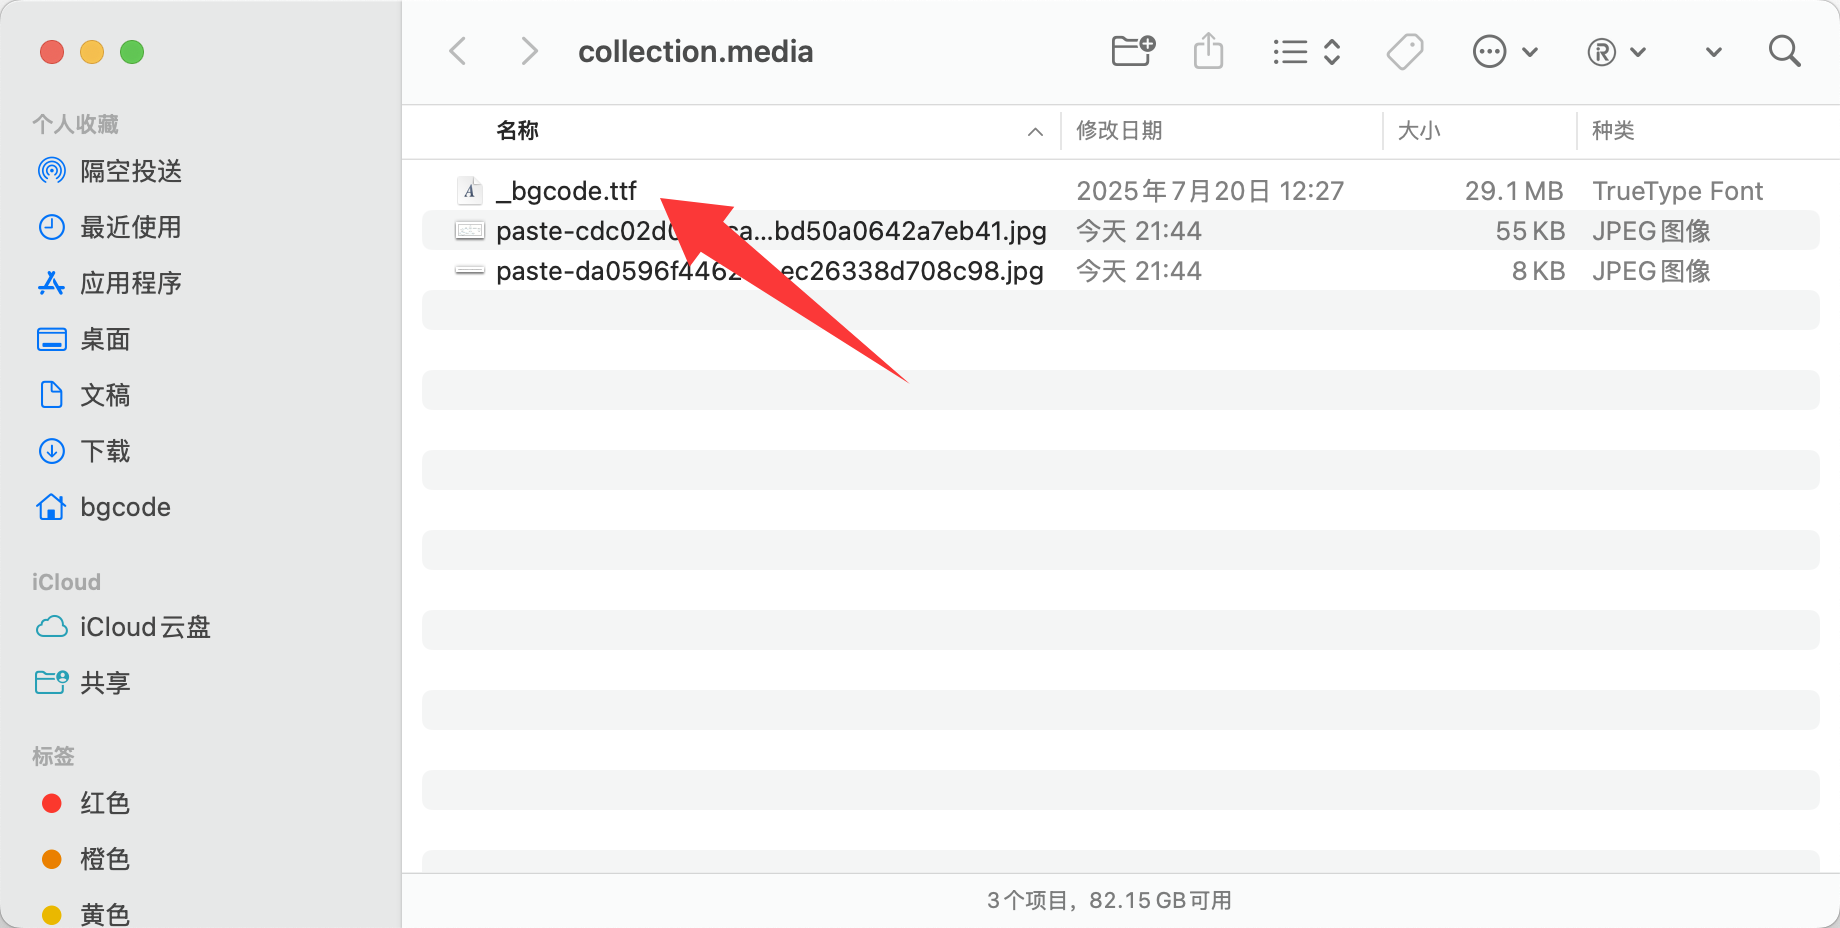 collection.media
个人收藏
隔空投送
最近使用
应用程序
桌面
文稿
下载
bgcode
iCloud
iCloud云盘
共享
标签
红色
橙色
黄色
名称 修改日期 大小 种类
_bgcode.ttf 2025年7月20日 12:27 29.1 MB TrueType Font
paste-cdc02d...bd50a0642a7eb41.jpg 今天 21:44 55 KB JPEG图像
paste-da0596f446 ec26338d708c98.jpg 今天 21:44 8 KB JPEG图像
3个项目，82.15 GB可用